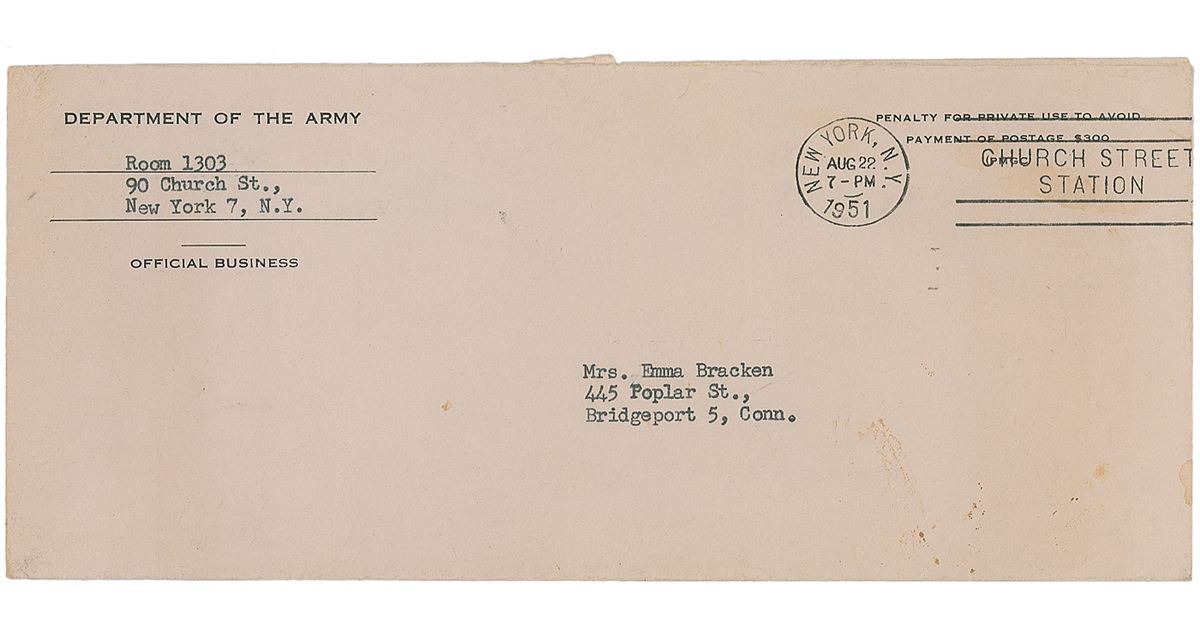 DEPARTMENT OF THE ARMY
Room 1303
90 Church St.,
New York 7, N.Y.
OFFICIAL BUSINESS
PENALTY FOR PRIVATE USE TO AVOID
PAYMENT OF POSTAGE, $300
(PMGC)
NEW YORK, N.Y.
AUG 22
7-PM
1951
CHURCH STREET
STATION
Mrs. Emma Bracken
445 Poplar St.,
Bridgeport 5, Conn.